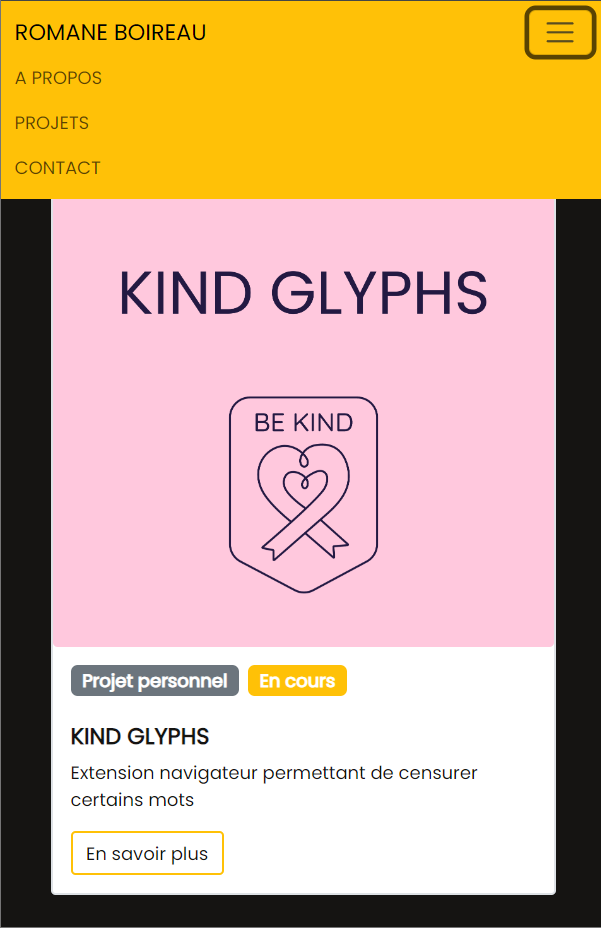 ROMANE BOIREAU
A PROPOS
PROJETS
CONTACT
KIND GLYPHS
BE KIND
Projet personnel En cours
KIND GLYPHS
Extension navigateur permettant de censurer
certains mots
En savoir plus